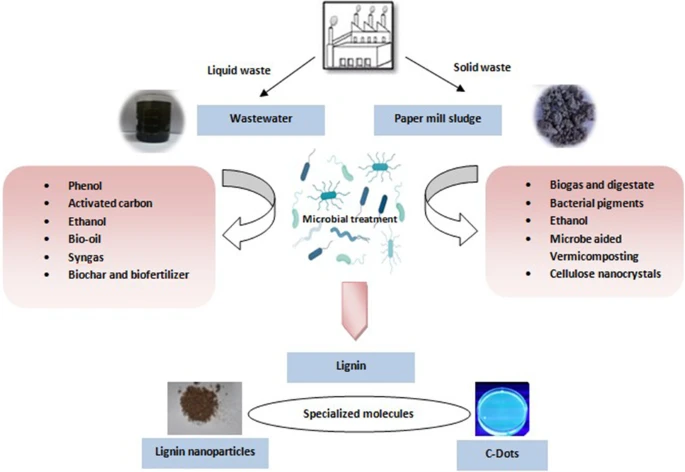 Liquid waste
Solid waste
Wastewater
Paper mill sludge
Phenol
Activated carbon
Ethanol
Bio-oil
Syngas
Biochar and biofertilizer
Microbial treatment
Biogas and digestate
Bacterial pigments
Ethanol
Microbe aided
Vermicomposting
Cellulose nanocrystals
Lignin
Specialized molecules
Lignin nanoparticles
C-Dots